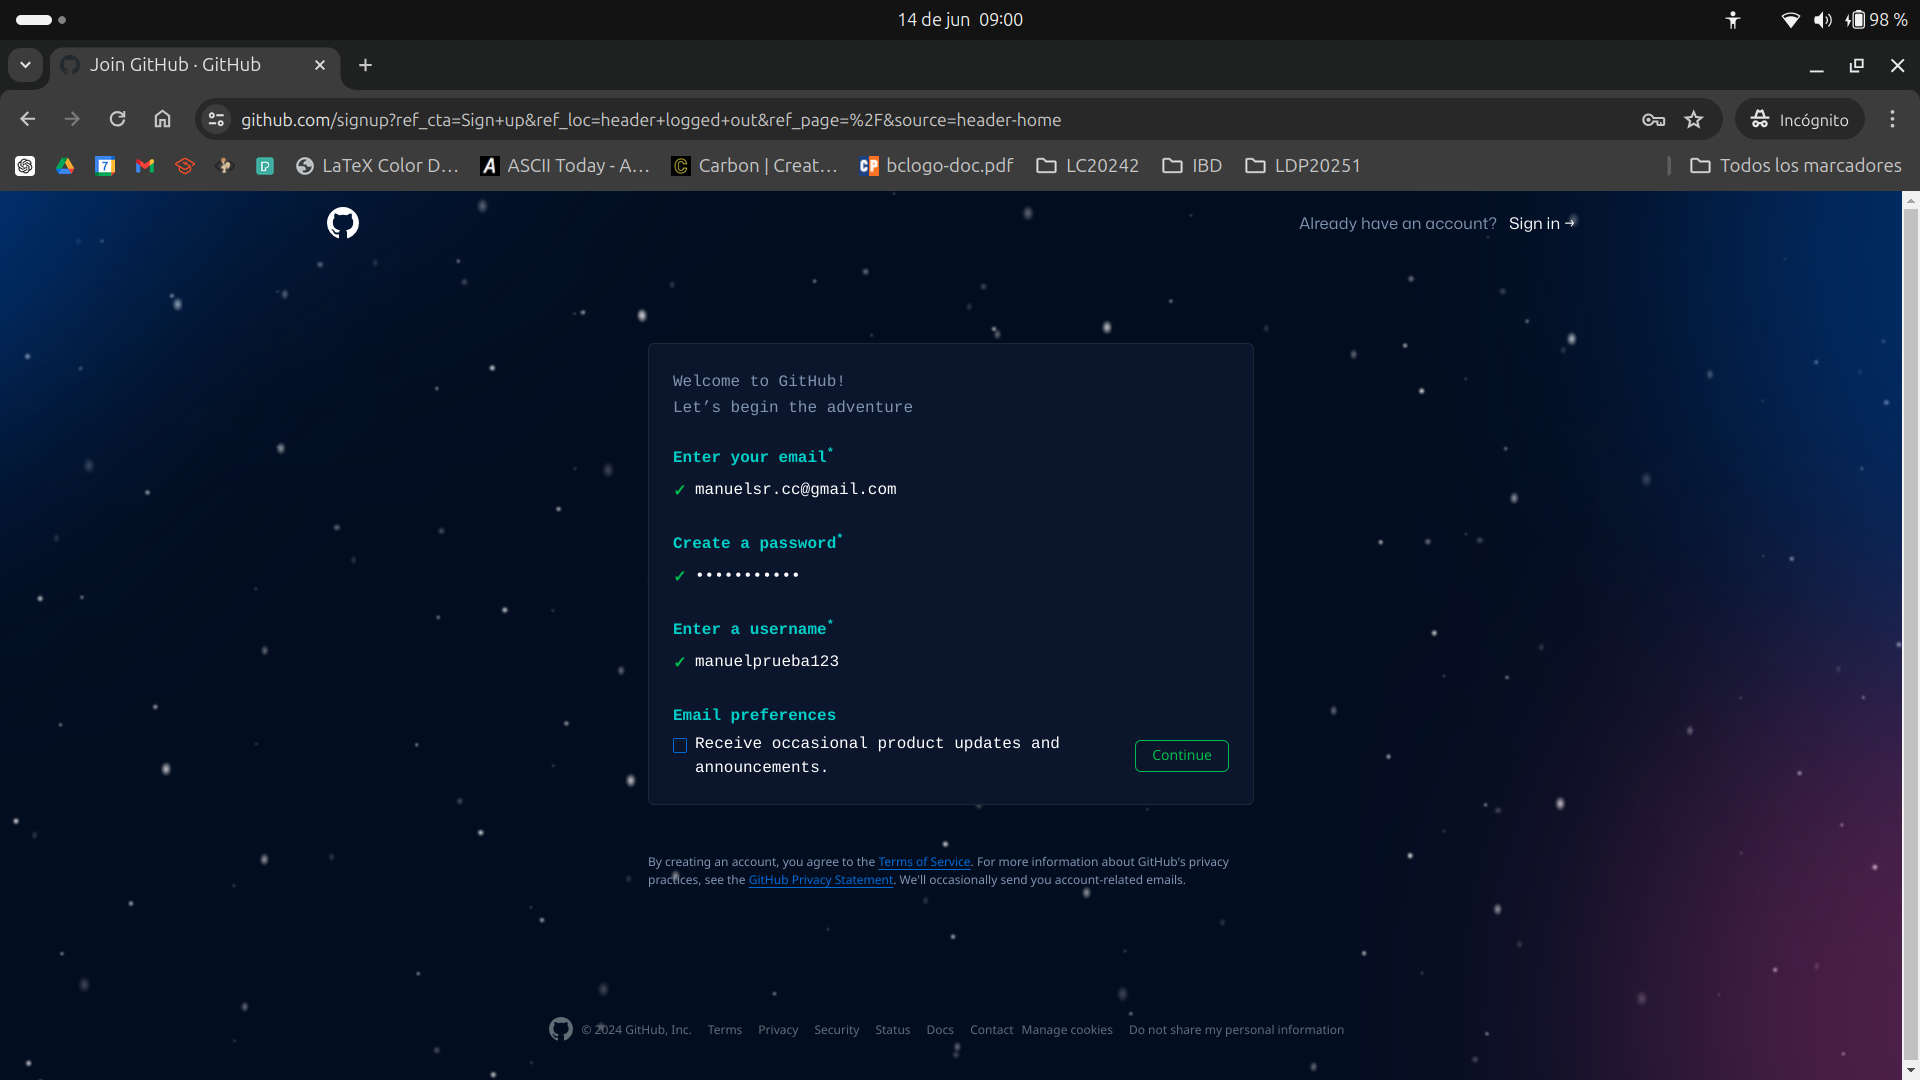 14 de jun 09:00
98 %
Join GitHub · GitHub
github.com/signup?ref_cta=Sign+up&ref_loc=header+logged+out&ref_page=%2F&source=header-home
Incógnito
7
LaTeX Color D...
A
ASCII Today - A...
C
Carbon | Creat...
CP
bclogo-doc.pdf
LC20242
IBD
LDP20251
Todos los marcadores
Already have an account? Sign in →
Welcome to GitHub!
Let’s begin the adventure
Enter your email*
✓ manuelsr.cc@gmail.com
Create a password*
✓ •••••••••••
Enter a username*
✓ manuelprueba123
Email preferences
Receive occasional product updates and
announcements.
Continue
By creating an account, you agree to the Terms of Service. For more information about GitHub's privacy
practices, see the GitHub Privacy Statement. We'll occasionally send you account-related emails.
© 2024 GitHub, Inc. Terms Privacy Security Status Docs Contact Manage cookies Do not share my personal information